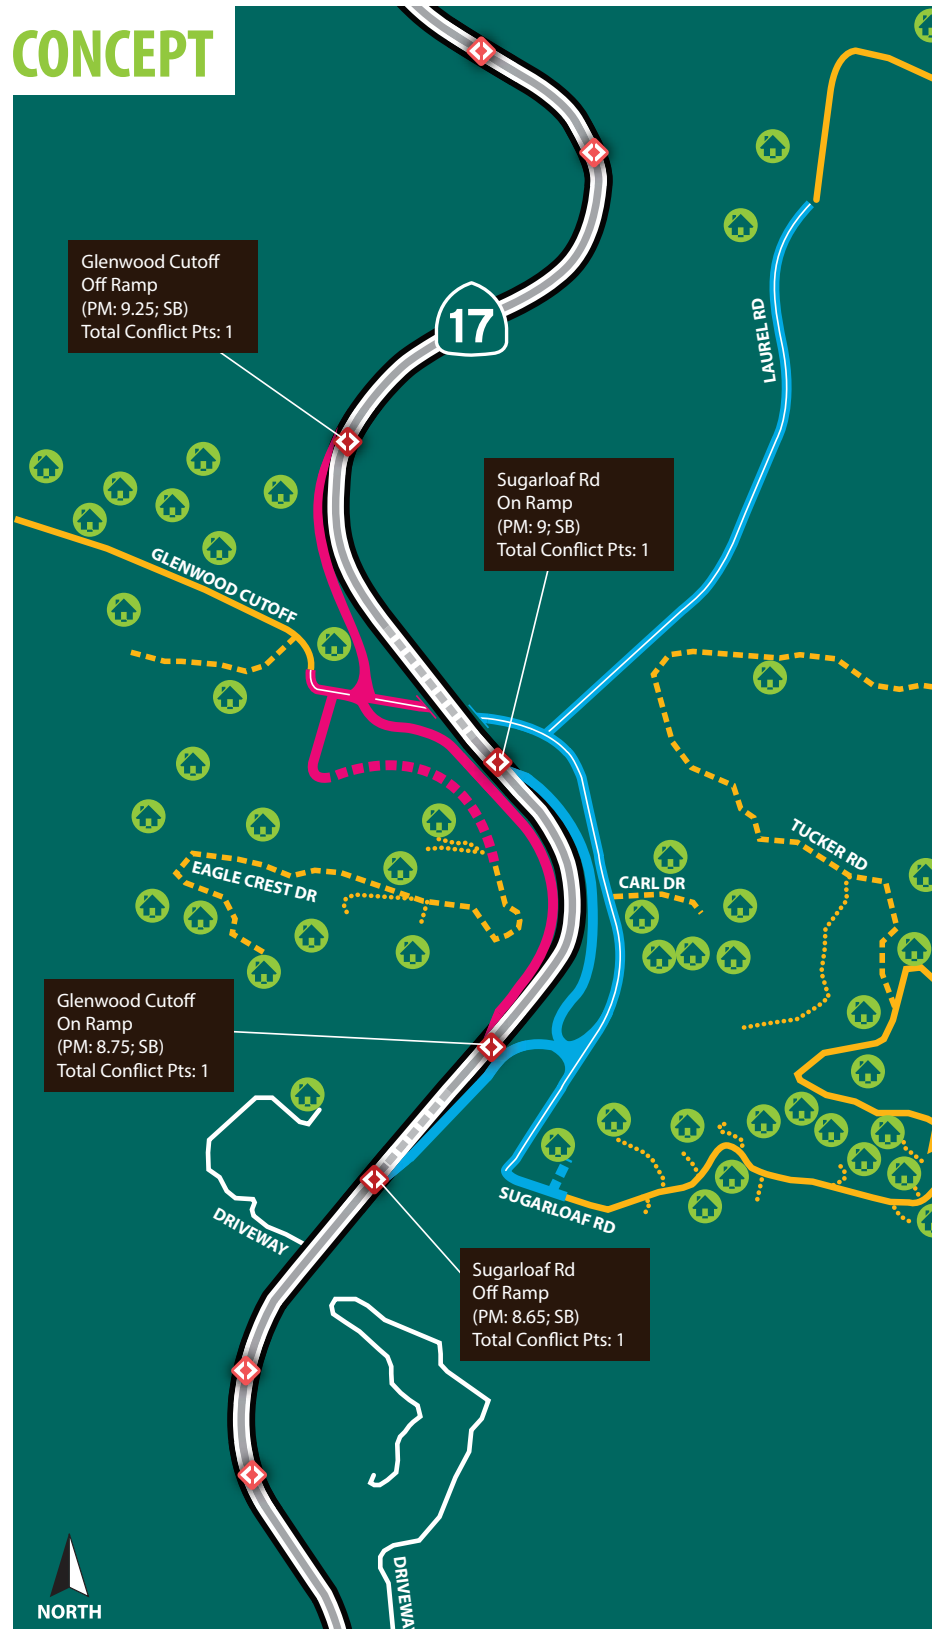 CONCEPT
Glenwood Cutoff
Off Ramp
(PM: 9.25; SB)
Total Conflict Pts: 1
17
LAUREL RD
Sugarloaf Rd
On Ramp
(PM: 9; SB)
Total Conflict Pts: 1
GLENWOOD CUTOFF
TUCKER RD
EAGLE CREST DR
CARL DR
Glenwood Cutoff
On Ramp
(PM: 8.75; SB)
Total Conflict Pts: 1
SUGARLOAF RD
DRIVEWAY
Sugarloaf Rd
Off Ramp
(PM: 8.65; SB)
Total Conflict Pts: 1
DRIVEWAY
NORTH